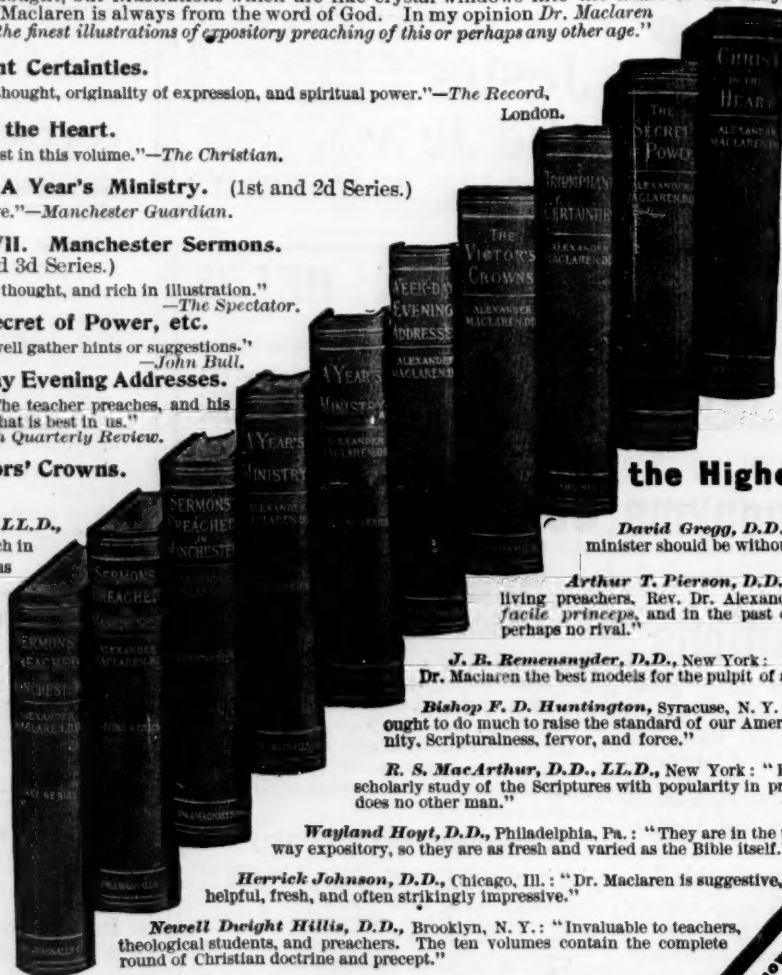 Maclaren is always from the word of God. In my opinion Dr. Maclaren
the finest illustrations of expository preaching of this or perhaps any other age."
nt Certainties.
thought, originality of expression, and spiritual power."—The Record,
London.
the Heart.
st in this volume."—The Christian.
A Year's Ministry. (1st and 2d Series.)
e."—Manchester Guardian.
VII. Manchester Sermons.
d 3d Series.)
thought, and rich in illustration."
—The Spectator.
ecret of Power, etc.
well gather hints or suggestions."
—John Bull.
ay Evening Addresses.
The teacher preaches, and his
hat is best in us."
Quarterly Review.
ors' Crowns.
LL.D.,
ch in
ns
CHRIST
IN THE
HEART
ALEXANDER
MACLAREN, D.D.
THE
SECRET
OF POWER
ALEXANDER
MACLAREN, D.D.
TRIUMPHANT
CERTAINTIES
ALEXANDER
MACLAREN, D.D.
THE
VICTOR'S
CROWNS
ALEXANDER
MACLAREN, D.D.
WEEK-DAY
EVENING
ADDRESSES
ALEXANDER
MACLAREN, D.D.
A YEAR'S
MINISTRY
ALEXANDER
MACLAREN, D.D.
A YEAR'S
MINISTRY
ALEXANDER
MACLAREN, D.D.
SERMONS
PREACHED
IN
MANCHESTER
ALEXANDER
MACLAREN, D.D.
SERMONS
PREACHED
IN
MANCHESTER
ALEXANDER
MACLAREN, D.D.
SERMONS
PREACHED
IN
MANCHESTER
ALEXANDER
MACLAREN, D.D.
the Highe
David Gregg, D.D.
minister should be withou
Arthur T. Pierson, D.D.
living preachers, Rev. Dr. Alexand
facile princeps, and in the past
perhaps no rival."
J. B. Remensnyder, D.D., New York:
Dr. Maclaren the best models for the pulpit of
Bishop F. D. Huntington, Syracuse, N. Y.
ought to do much to raise the standard of our Amer
nity, Scripturalness, fervor, and force."
R. S. MacArthur, D.D., LL.D., New York: "
scholarly study of the Scriptures with popularity in pr
does no other man."
Wayland Hoyt, D.D., Philadelphia, Pa.: "They are in the
way expository, so they are as fresh and varied as the Bible itself.
Herrick Johnson, D.D., Chicago, Ill.: "Dr. Maclaren is suggestive,
helpful, fresh, and often strikingly impressive."
Newell Dwight Hillis, D.D., Brooklyn, N. Y.: "Invaluable to teachers,
theological students, and preachers. The ten volumes contain the complete
round of Christian doctrine and precept."